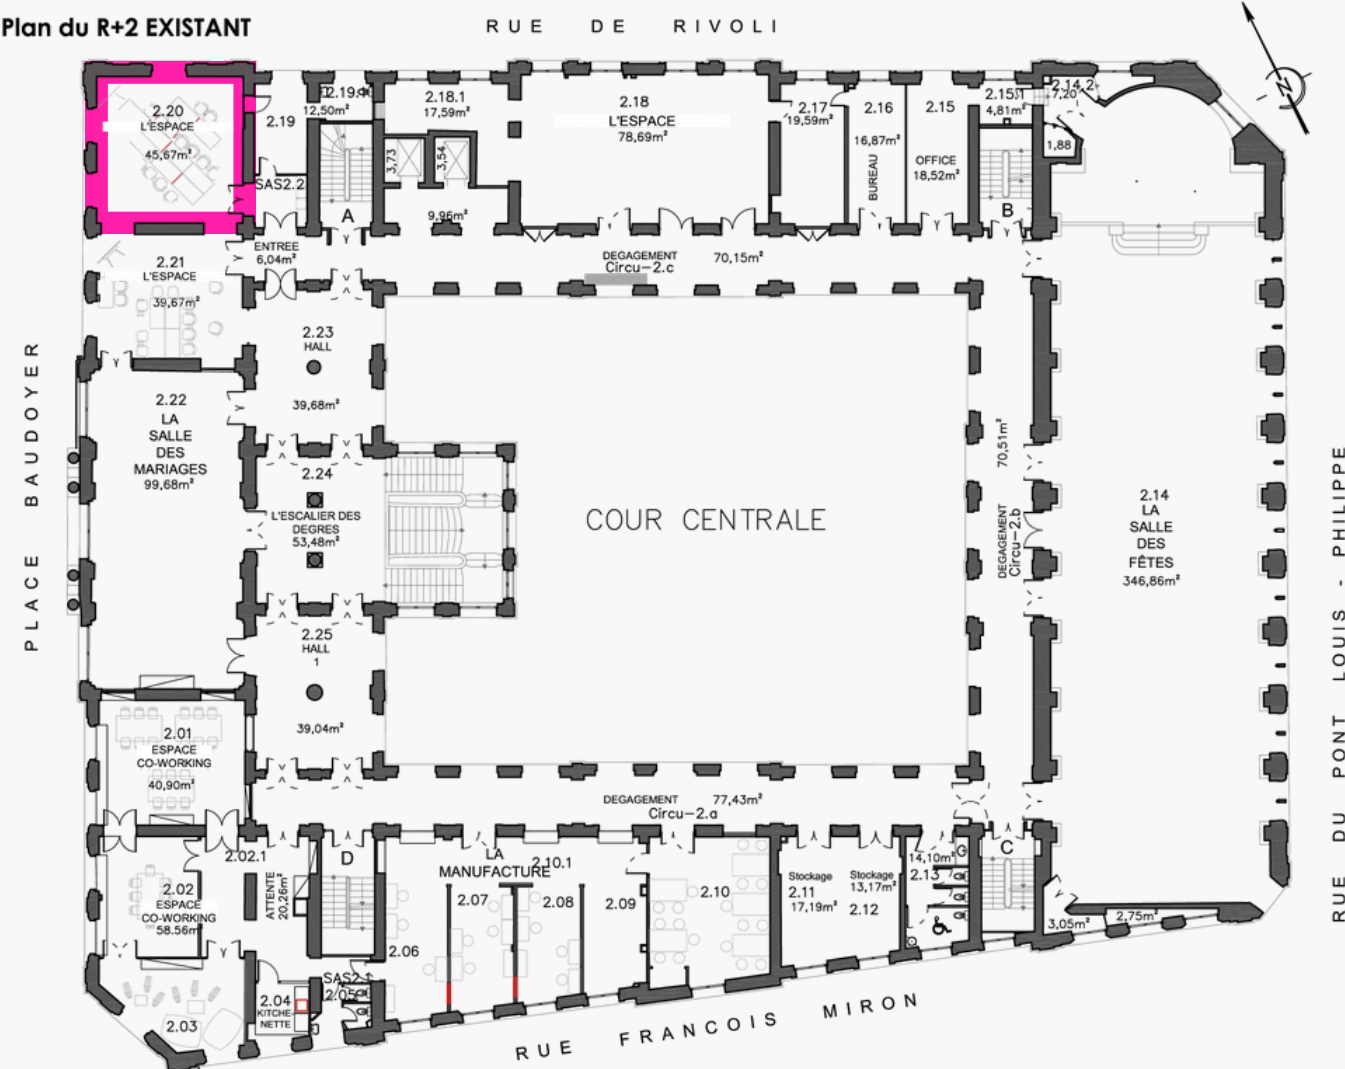 Plan du R+2 EXISTANT
RUE DE RIVOLI
N
2.20
L'ESPACE
45,67m²
2.19
12,50m²
SAS2.2
A
2.18.1
17,59m²
3,73
3,54
9,96m²
2.18
L'ESPACE
78,69m²
2.17
19,59m²
2.16
16,87m²
BUREAU
2.15
OFFICE
18,52m²
2.15.1
4,81m²
B
2.14.2
7,20
1,88
ENTREE
6,04m²
DEGAGEMENT 70,15m²
Circu-2.c
2.21
L'ESPACE
39,67m²
2.23
HALL
39,68m²
PLACE BAUDOYER
2.22
LA
SALLE
DES
MARIAGES
99,68m²
2.24
L'ESCALIER DES
DEGRES
53,48m²
COUR CENTRALE
DEGAGEMENT 70,51m²
Circu-2.b
2.14
LA
SALLE
DES
FÊTES
346,86m²
RUE DU PONT LOUIS - PHILIPPE
2.25
HALL
1
39,04m²
2.01
ESPACE
CO-WORKING
40,90m²
DEGAGEMENT 77,43m²
Circu-2.a
2.02.1
ATTENTE
20,26m²
D
2.02
ESPACE
CO-WORKING
58.56m²
2.03
2.04
KITCHE-
NETTE
SAS2.1
2.05
2.06
LA
MANUFACTURE
2.10.1
2.07
2.08
2.09
2.10
Stockage
2.11
17,19m²
Stockage
13,17m²
2.12
14,10m²
2.13
C
3,05m²
2,75m²
RUE FRANCOIS MIRON